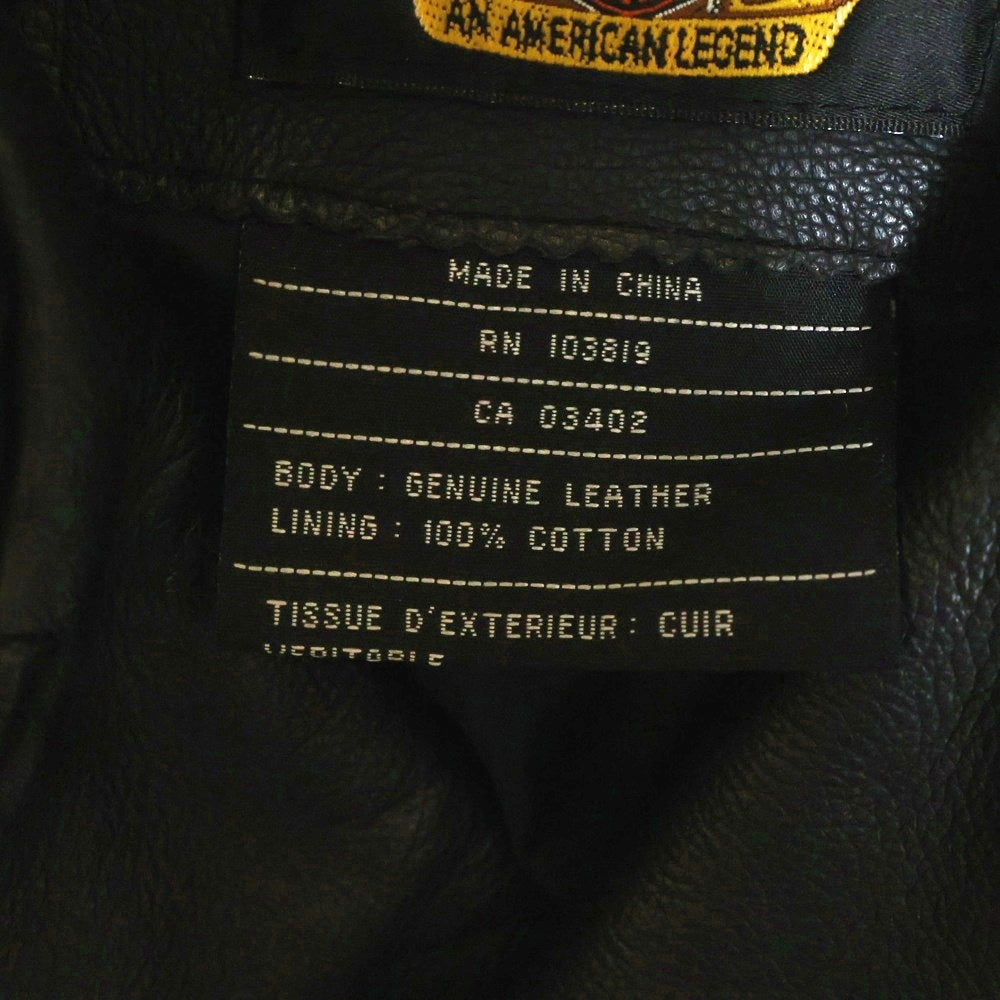 AN AMERICAN LEGEND
MADE IN CHINA
RN 103819
CA 03402
BODY : GENUINE LEATHER
LINING : 100% COTTON
TISSUE D'EXTERIEUR : CUIR
VERITABLE